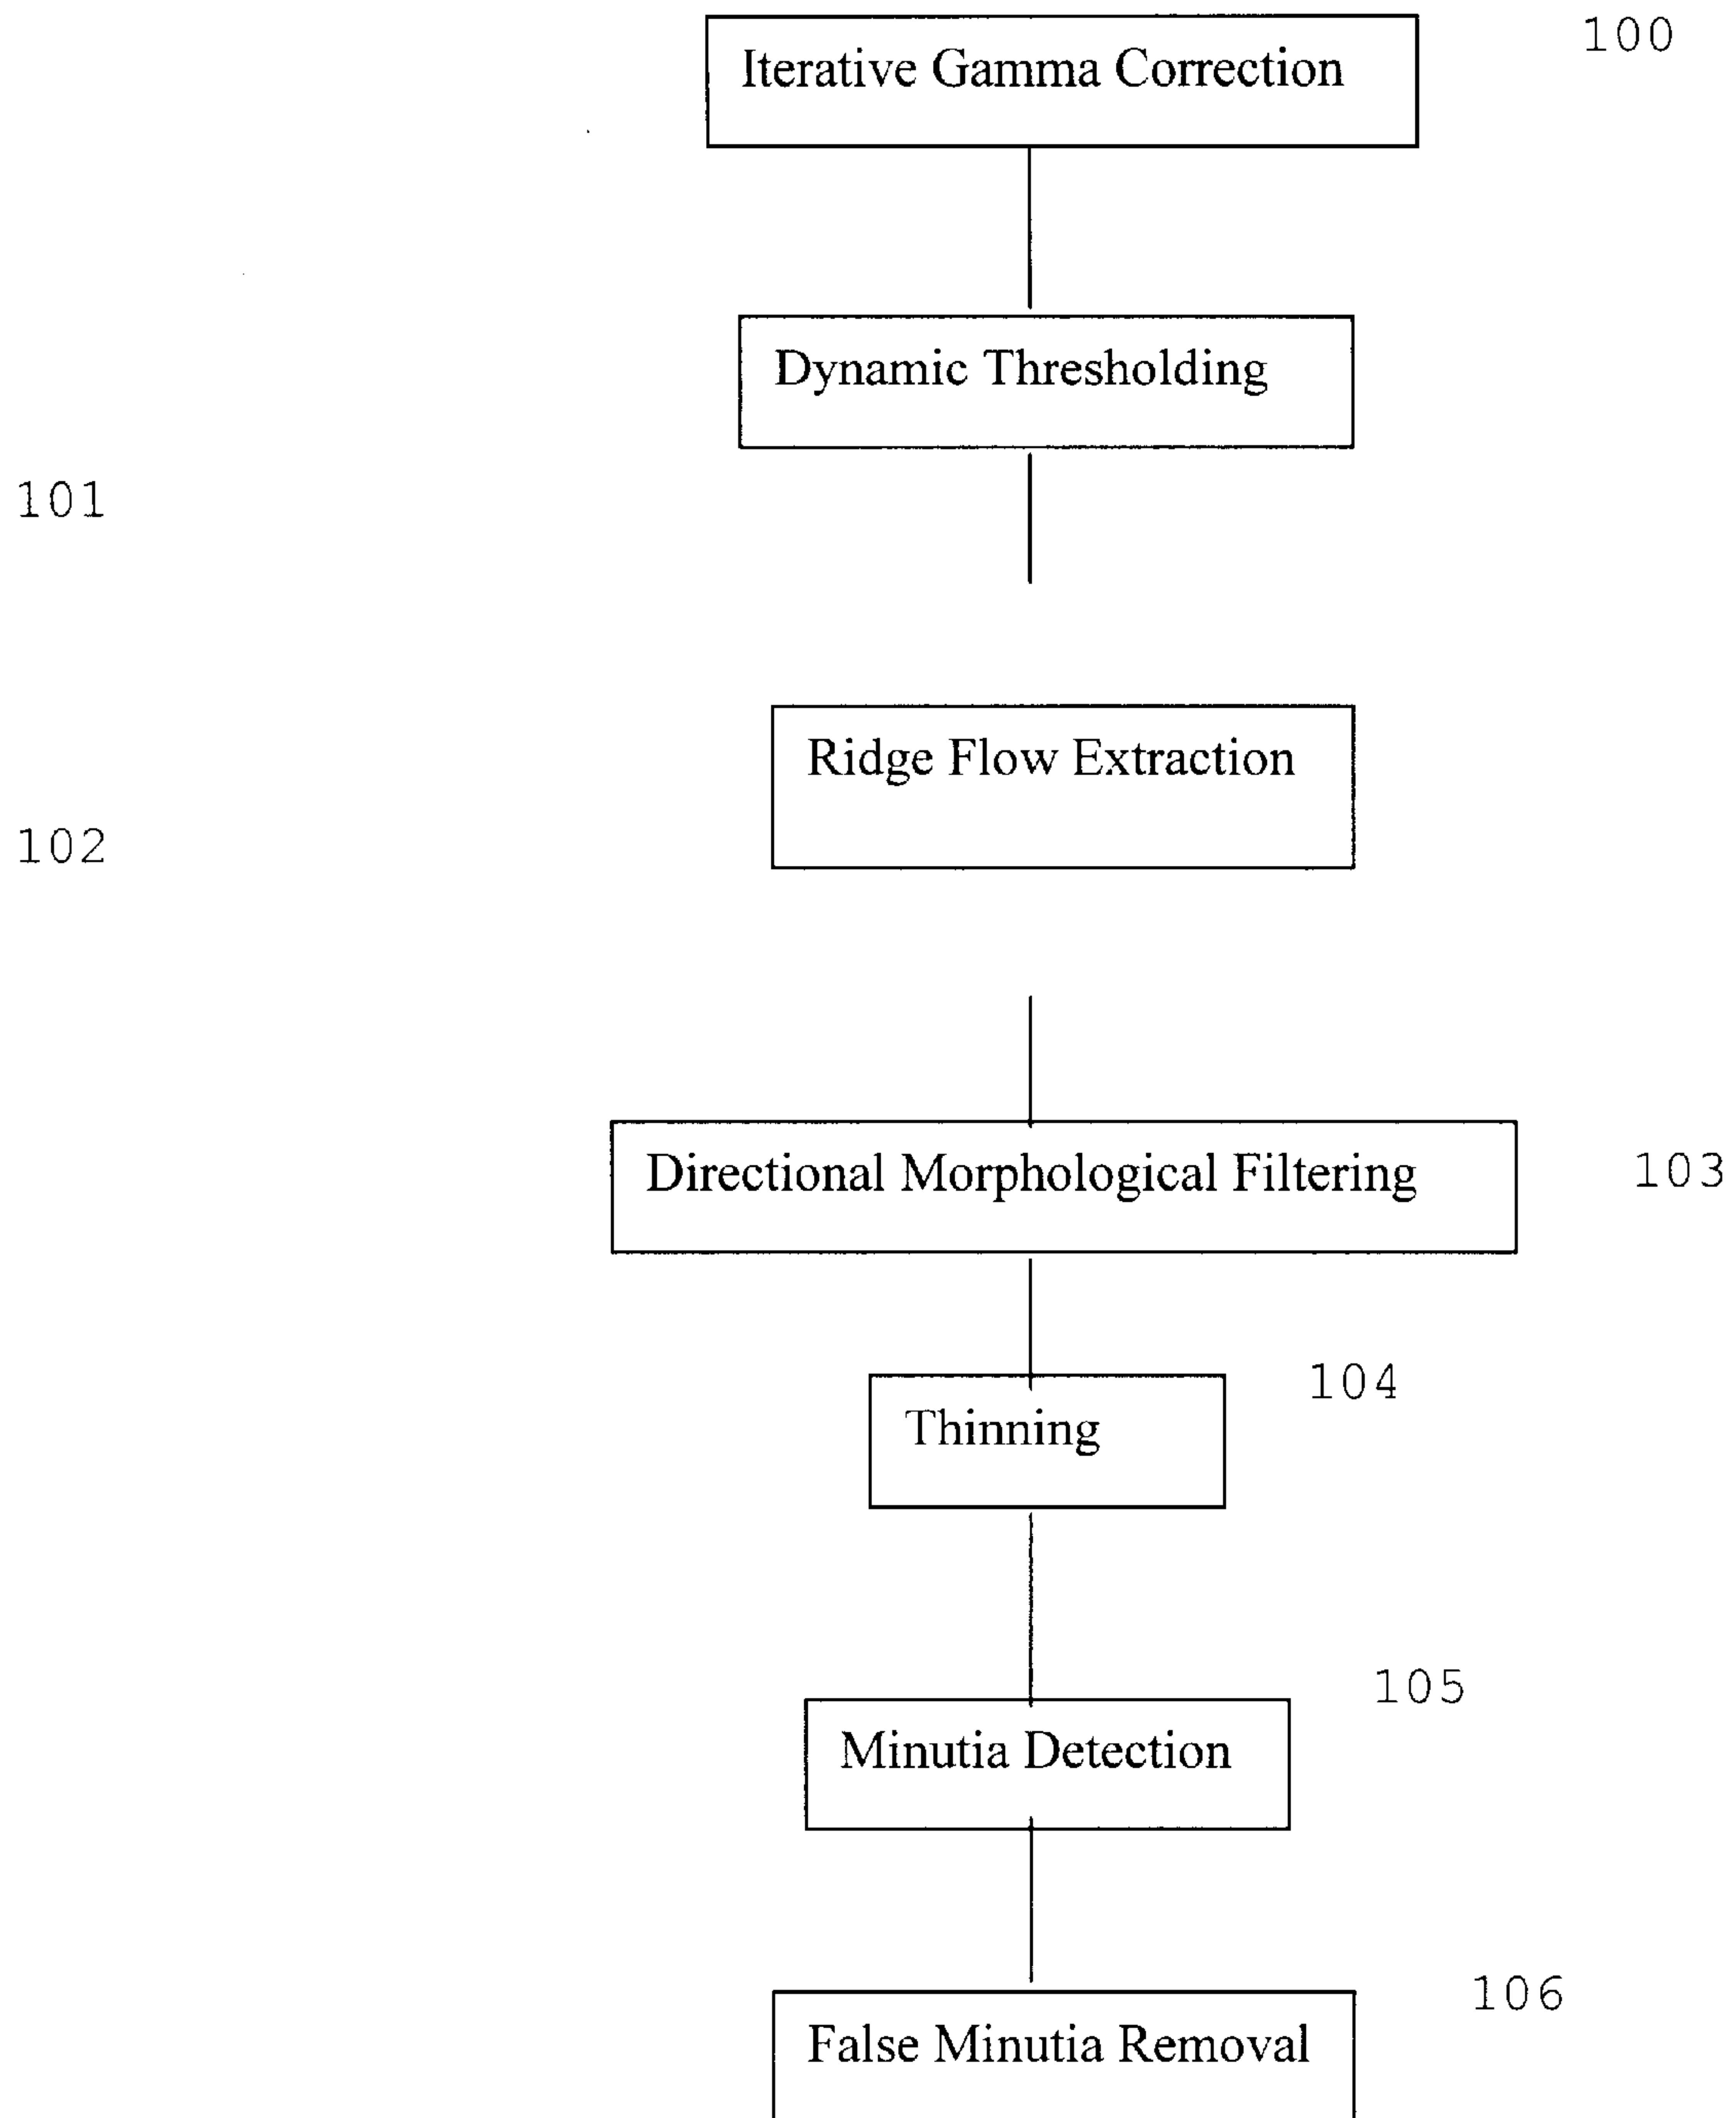 Iterative Gamma Correction
100
Dynamic Thresholding
101
Ridge Flow Extraction
102
Directional Morphological Filtering
103
104
Thinning
105
Minutia Detection
106
False Minutia Removal